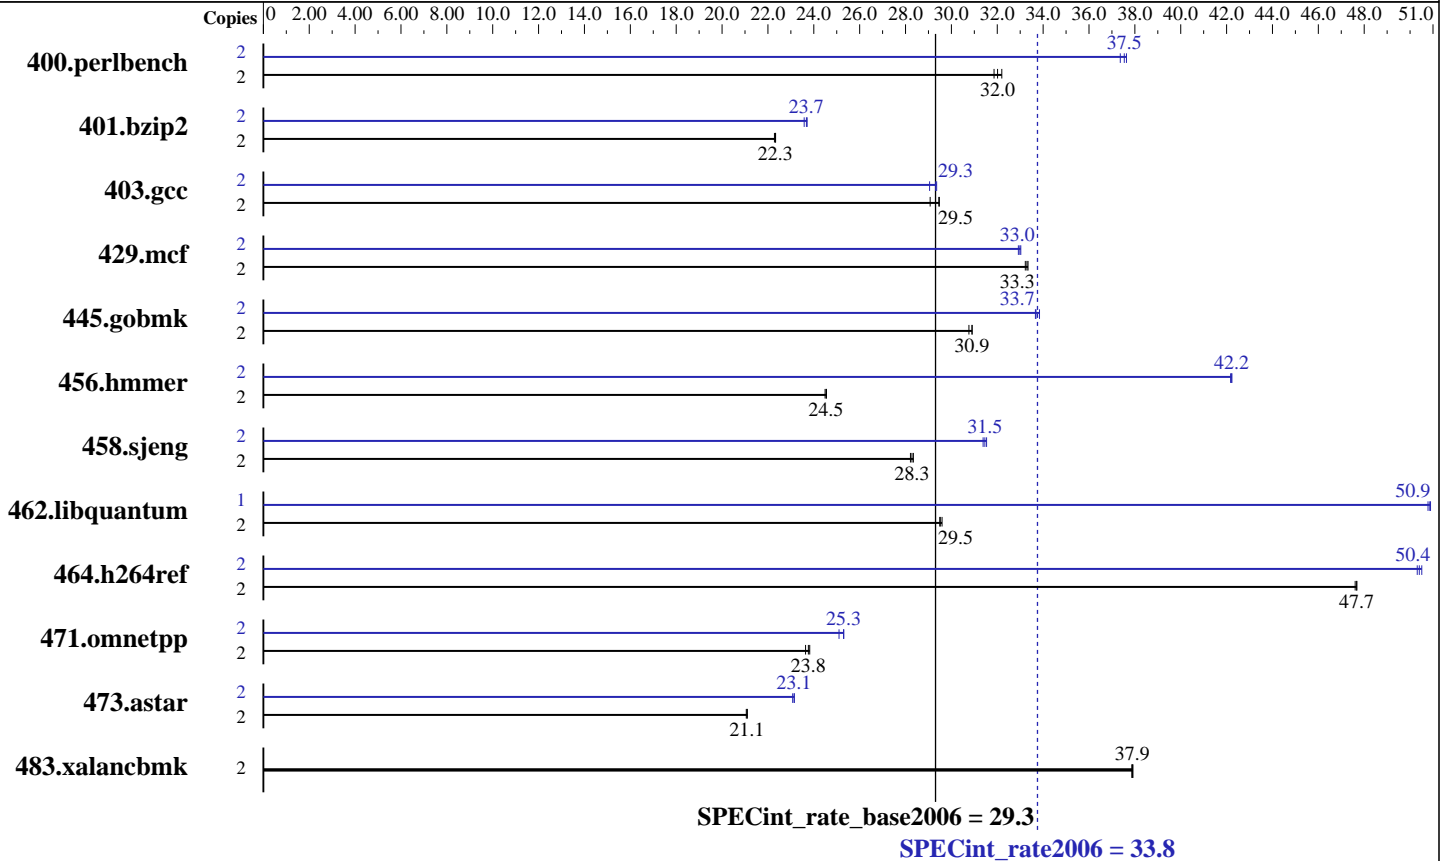 Copies 0 2.00 4.00 6.00 8.00 10.0 12.0 14.0 16.0 18.0 20.0 22.0 24.0 26.0 28.0 30.0 32.0 34.0 36.0 38.0 40.0 42.0 44.0 46.0 48.0 51.0
400.perlbench 2 37.5
2 32.0
401.bzip2 2 23.7
2 22.3
403.gcc 2 29.3
2 29.5
429.mcf 2 33.0
2 33.3
445.gobmk 2 33.7
2 30.9
456.hmmer 2 42.2
2 24.5
458.sjeng 2 31.5
2 28.3
462.libquantum 1 50.9
2 29.5
464.h264ref 2 50.4
2 47.7
471.omnetpp 2 25.3
2 23.8
473.astar 2 23.1
2 21.1
483.xalancbmk 2 37.9
SPECint_rate_base2006 = 29.3
SPECint_rate2006 = 33.8